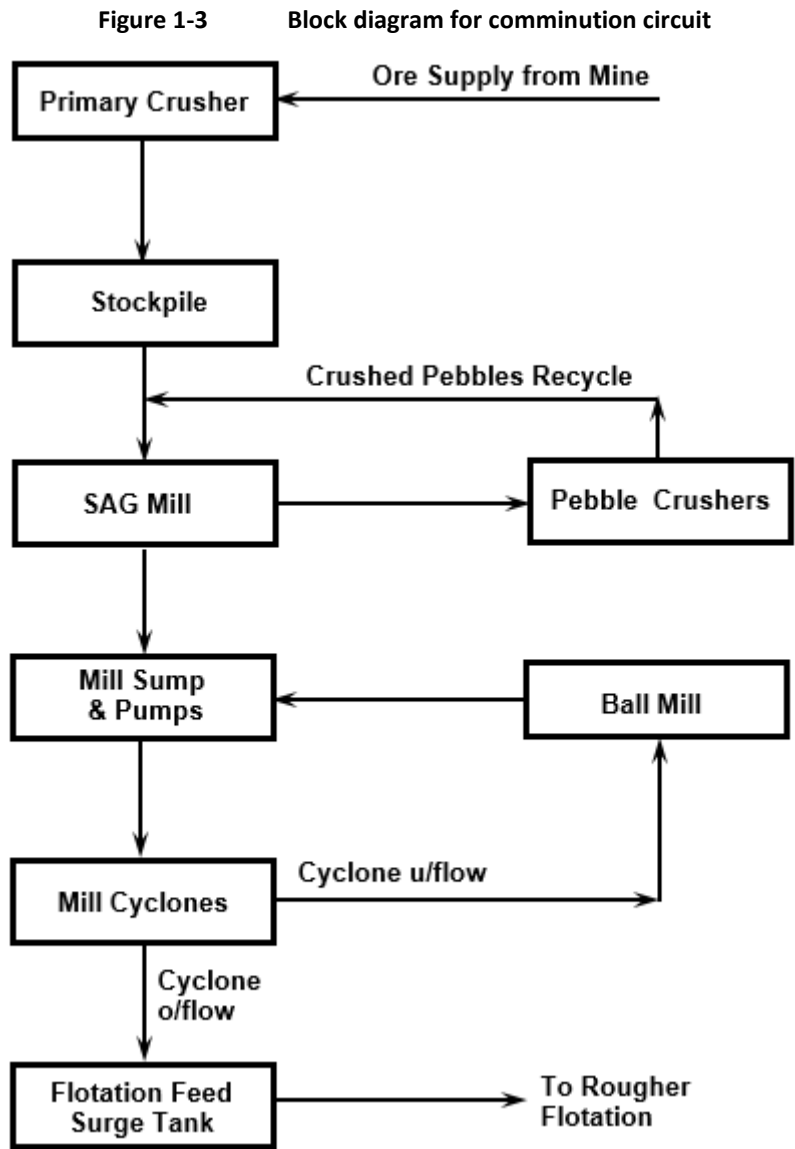 Figure 1-3 Block diagram for comminution circuit
Ore Supply from Mine
Primary Crusher
Stockpile
Crushed Pebbles Recycle
SAG Mill
Pebble Crushers
Mill Sump
& Pumps
Ball Mill
Cyclone u/flow
Mill Cyclones
Cyclone
o/flow
Flotation Feed
Surge Tank
To Rougher
Flotation